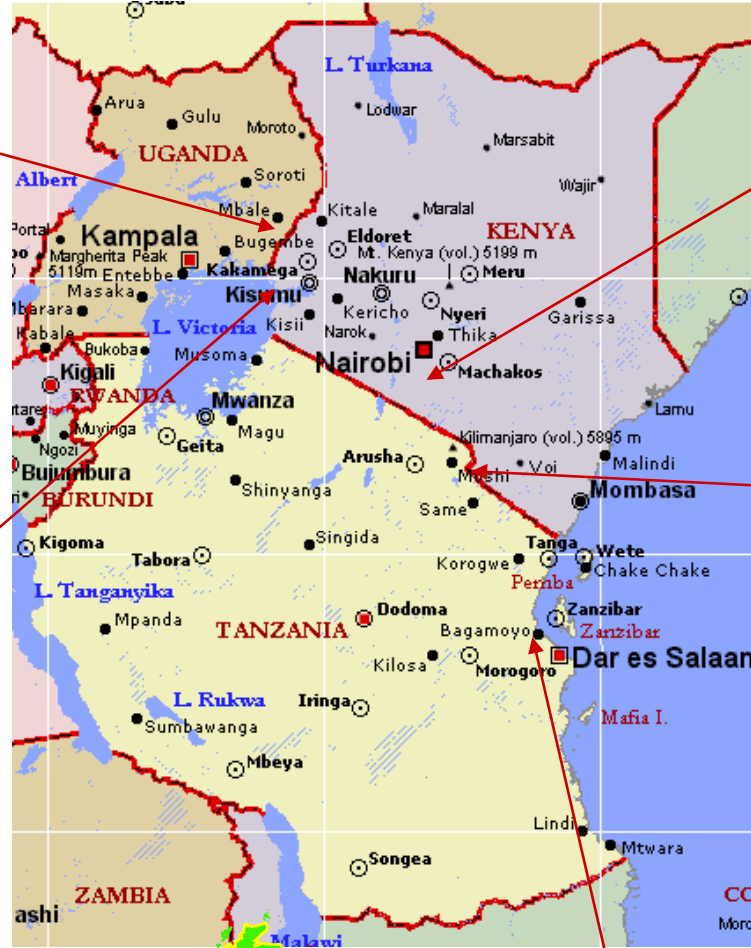 Juba
L. Turkana
Arua
Gulu
Lodwar
Moroto
Marsabit
UGANDA
Albert
Soroti
Wajir
Mbale
Kitale
Maralal
Portal
Kampala
Bugembe
Eldoret
KENYA
Margherita Peak
5119m
Mt. Kenya (vol.) 5199 m
Entebbe
Kakamega
Nakuru
Meru
Masaka
Kisumu
Mbarara
Kericho
Nyeri
Garissa
L. Victoria
Kisii
Narok
Thika
Kabale
Bukoba
Musoma
Nairobi
Kigali
Machakos
RWANDA
Mwanza
Lamu
Magu
Muyinga
Geita
Kilimanjaro (vol.) 5895 m
Ngozi
Arusha
Moshi
Voi
Malindi
Bujumbura
Shinyanga
Mombasa
BURUNDI
Same
Kigoma
Singida
Tabora
Tanga
Wete
Korogwe
Chake Chake
L. Tanganyika
Pemba
Mpanda
Dodoma
Zanzibar
TANZANIA
Bagamoyo
Zanzibar
Kilosa
Morogoro
Dar es Salaam
L. Rukwa
Iringa
Mafia I.
Sumbawanga
Mbeya
Lindi
Mtwara
Songea
ZAMBIA
CO
ashi
Malawi
Moro